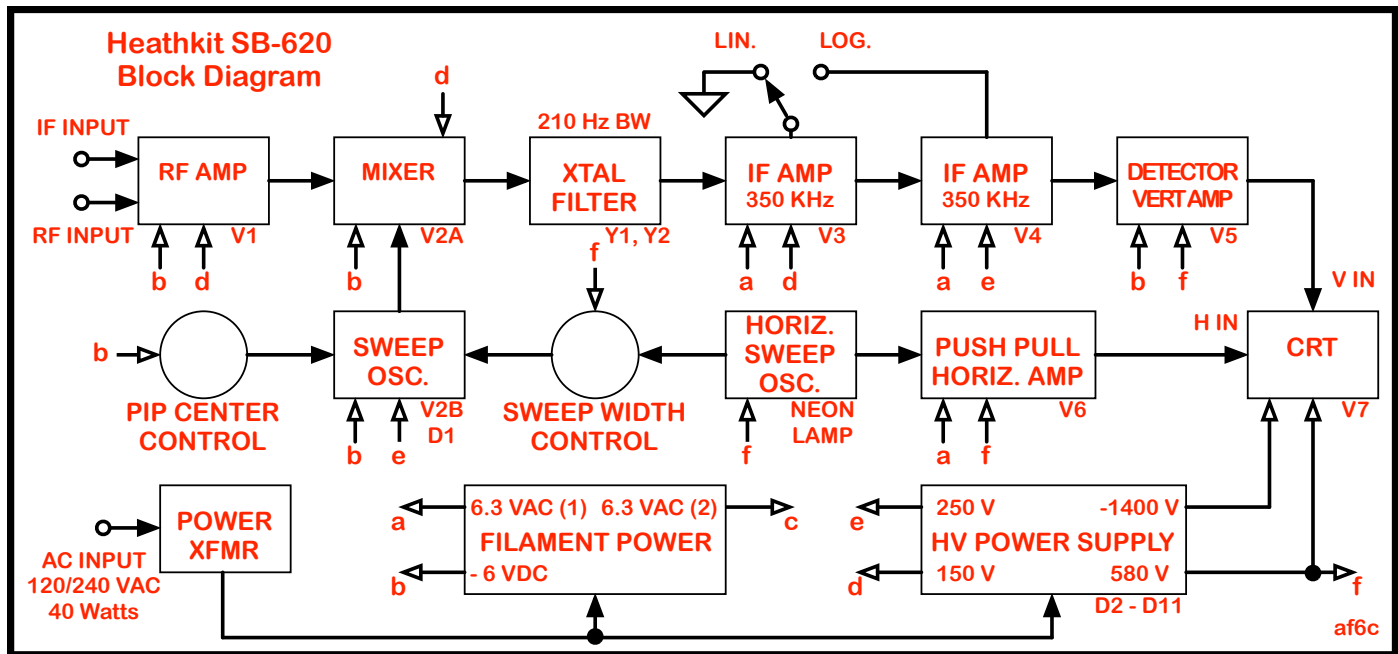 Heathkit SB-620
Block Diagram
LIN.
LOG.
d
IF INPUT
RF INPUT
RF AMP
V1
b
d
MIXER
V2A
b
210 Hz BW
XTAL
FILTER
Y1, Y2
IF AMP
350 KHz
V3
a
d
IF AMP
350 KHz
V4
a
e
DETECTOR
VERT AMP
V5
b
f
V IN
H IN
b
PIP CENTER
CONTROL
SWEEP
OSC.
V2B
D1
b
e
f
SWEEP WIDTH
CONTROL
HORIZ.
SWEEP
OSC.
NEON
LAMP
f
PUSH PULL
HORIZ. AMP
V6
a
f
CRT
V7
POWER
XFMR
AC INPUT
120/240 VAC
40 Watts
a
6.3 VAC (1)
6.3 VAC (2)
c
FILAMENT POWER
b
- 6 VDC
e
250 V
-1400 V
HV POWER SUPPLY
d
150 V
580 V
f
D2 - D11
af6c